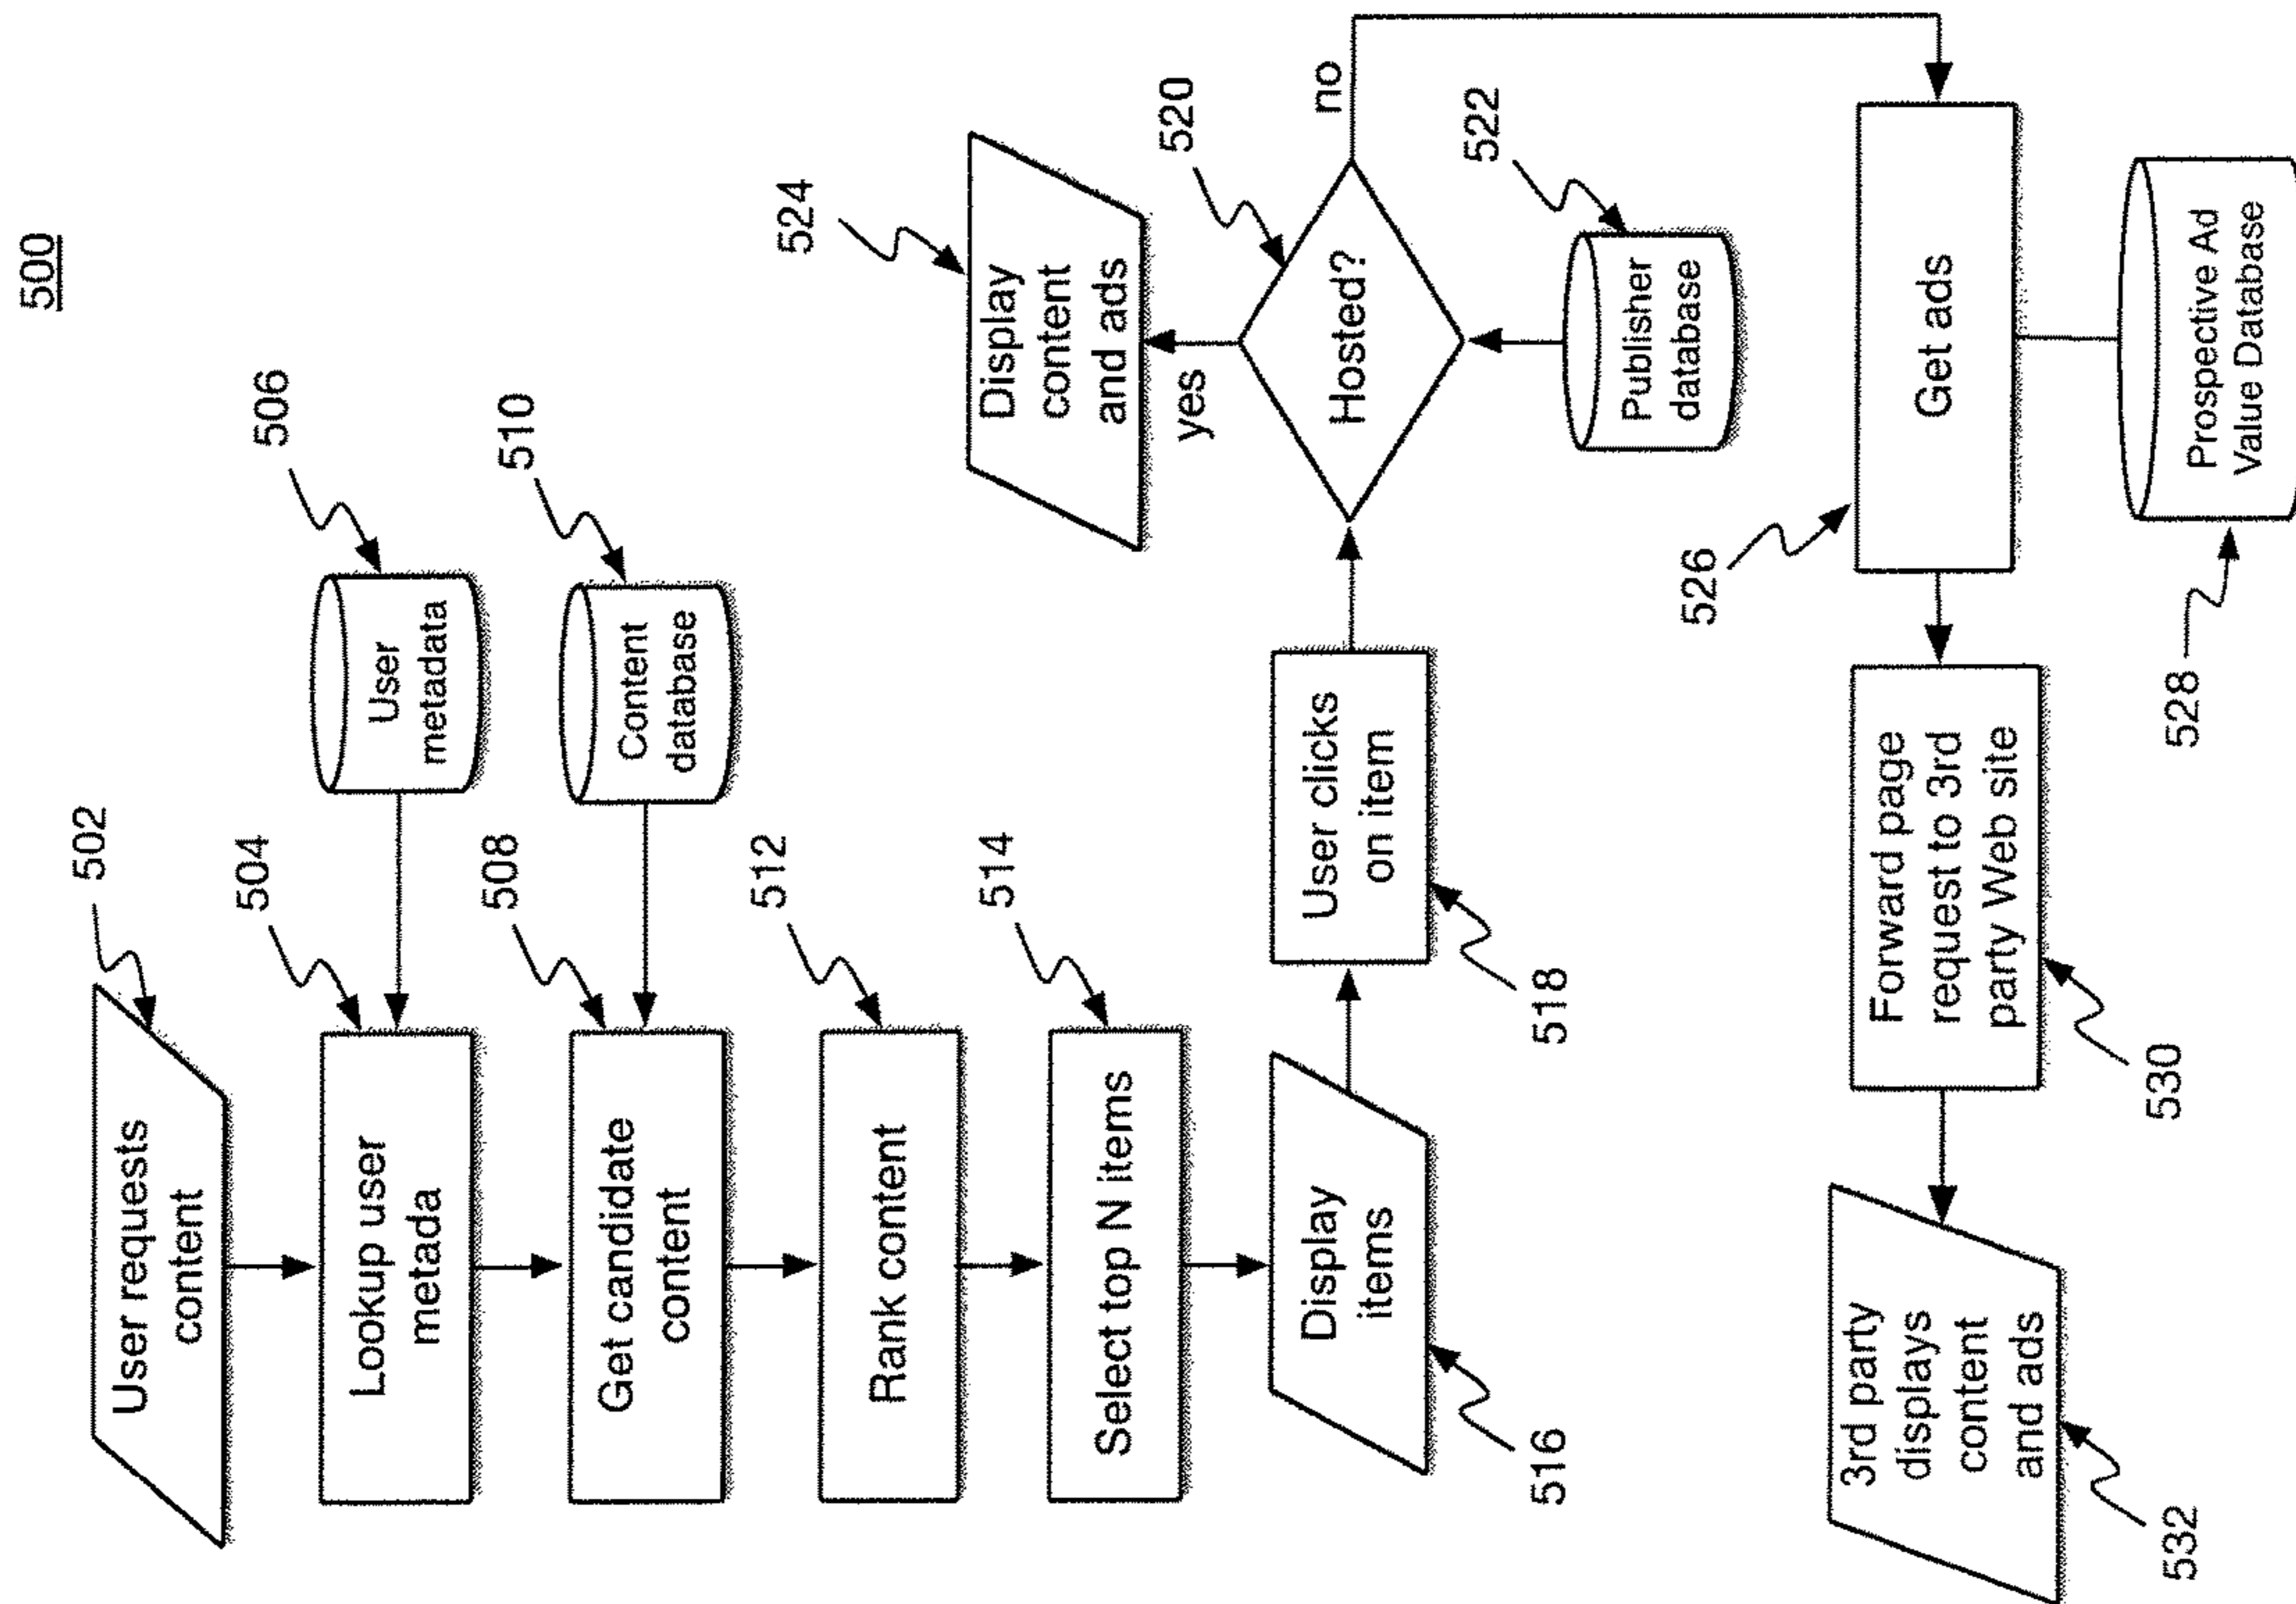 500
502
User requests
content
504
Lookup user
metada
506
User
metadata
508
Get candidate
content
510
Content
database
512
Rank content
514
Select top N items
516
Display
items
518
User clicks
on item
520
Hosted?
yes
no
522
Publisher
database
524
Display
content
and ads
526
Get ads
528
Prospective Ad
Value Database
530
Forward page
request to 3rd
party Web site
532
3rd party
displays
content
and ads